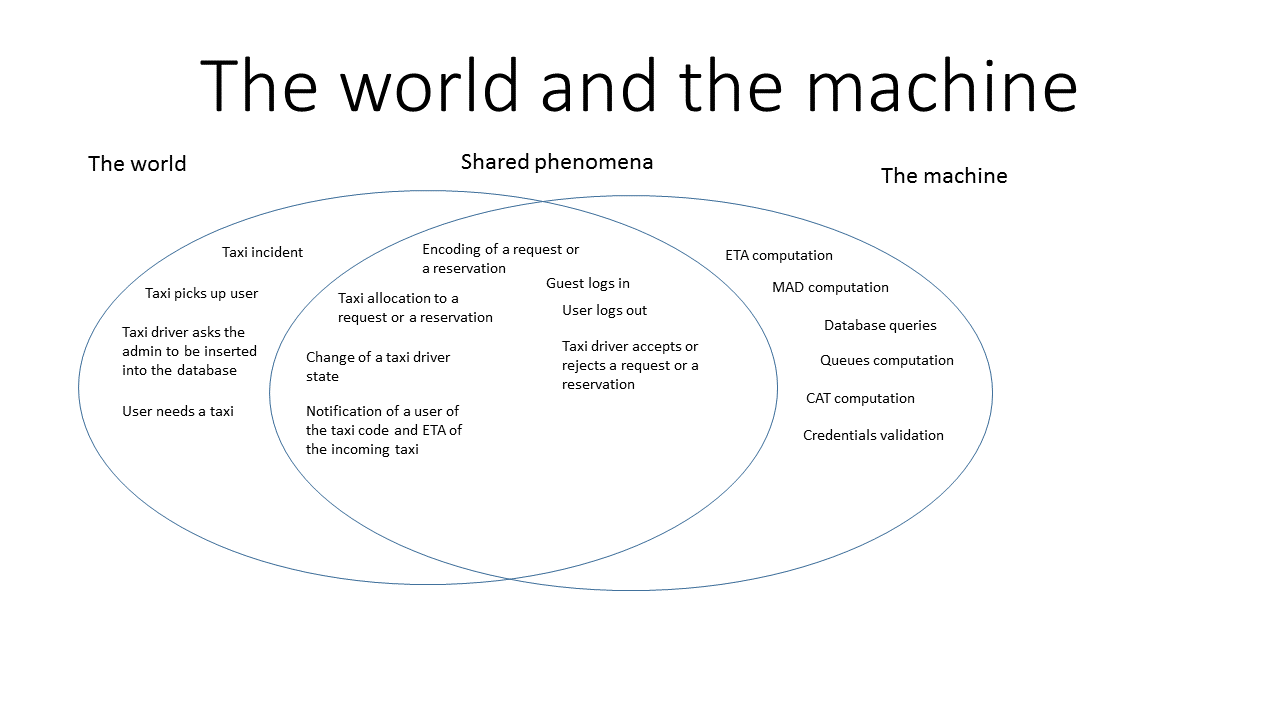 The world and the machine
The world
Shared phenomena
The machine
Taxi incident
Taxi picks up user
Taxi driver asks the
admin to be inserted
into the database
User needs a taxi
Encoding of a request or
a reservation
Guest logs in
Taxi allocation to a
request or a reservation
User logs out
Change of a taxi driver
state
Taxi driver accepts or
rejects a request or a
reservation
Notification of a user of
the taxi code and ETA of
the incoming taxi
ETA computation
MAD computation
Database queries
Queues computation
CAT computation
Credentials validation